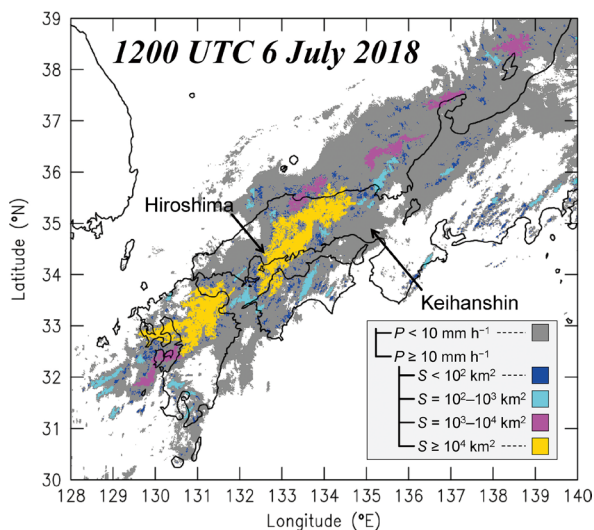 1200 UTC 6 July 2018
39
38
37
36
35
34
33
32
31
30
Latitude (°N)
Hiroshima
Keihanshin
P < 10 mm h⁻¹
P ≥ 10 mm h⁻¹
S < 10² km²
S = 10²–10³ km²
S = 10³–10⁴ km²
S ≥ 10⁴ km²
128 129 130 131 132 133 134 135 136 137 138 139 140
Longitude (°E)